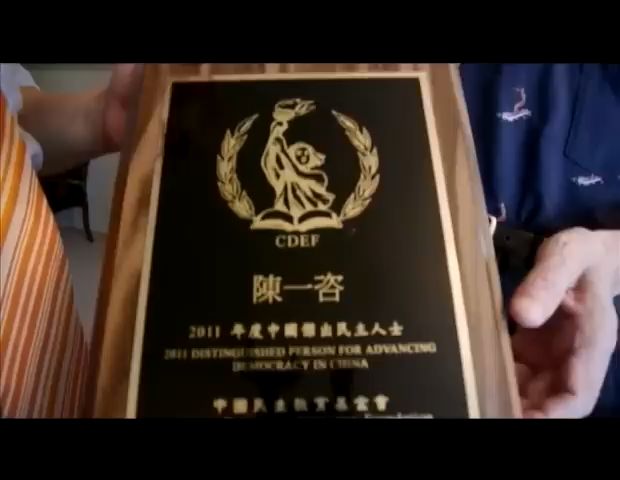 CDEF
陳一咨
2011 年度中國傑出民主人士
2011 DISTINGUISHED PERSON FOR ADVANCING
DEMOCRACY IN CHINA
中國民主教育基金會
Foundation